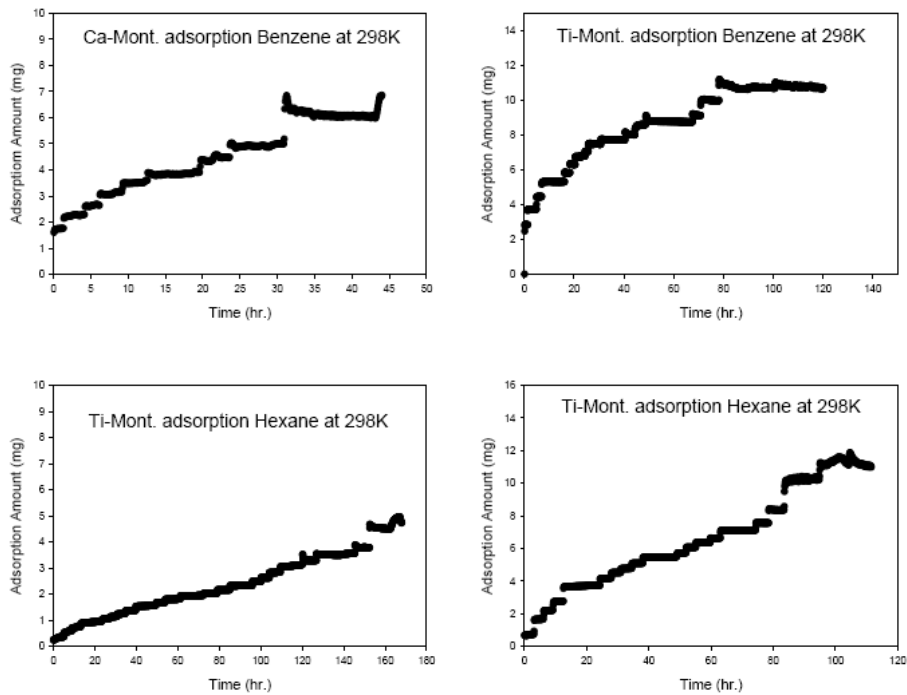 Ca-Mont. adsorption Benzene at 298K
Adsorptiom Amount (mg)
10
9
8
7
6
5
4
3
2
1
0
0 5 10 15 20 25 30 35 40 45 50
Time (hr.)
Ti-Mont. adsorption Benzene at 298K
Adsorption Amount (mg)
14
12
10
8
6
4
2
0
0 20 40 60 80 100 120 140
Time (hr.)
Ti-Mont. adsorption Hexane at 298K
Adsorption Amount (mg)
10
9
8
7
6
5
4
3
2
1
0
0 20 40 60 80 100 120 140 160 180
Time (hr.)
Ti-Mont. adsorption Hexane at 298K
Adsorption Amount (mg)
16
14
12
10
8
6
4
2
0
0 20 40 60 80 100 120
Time (hr.)